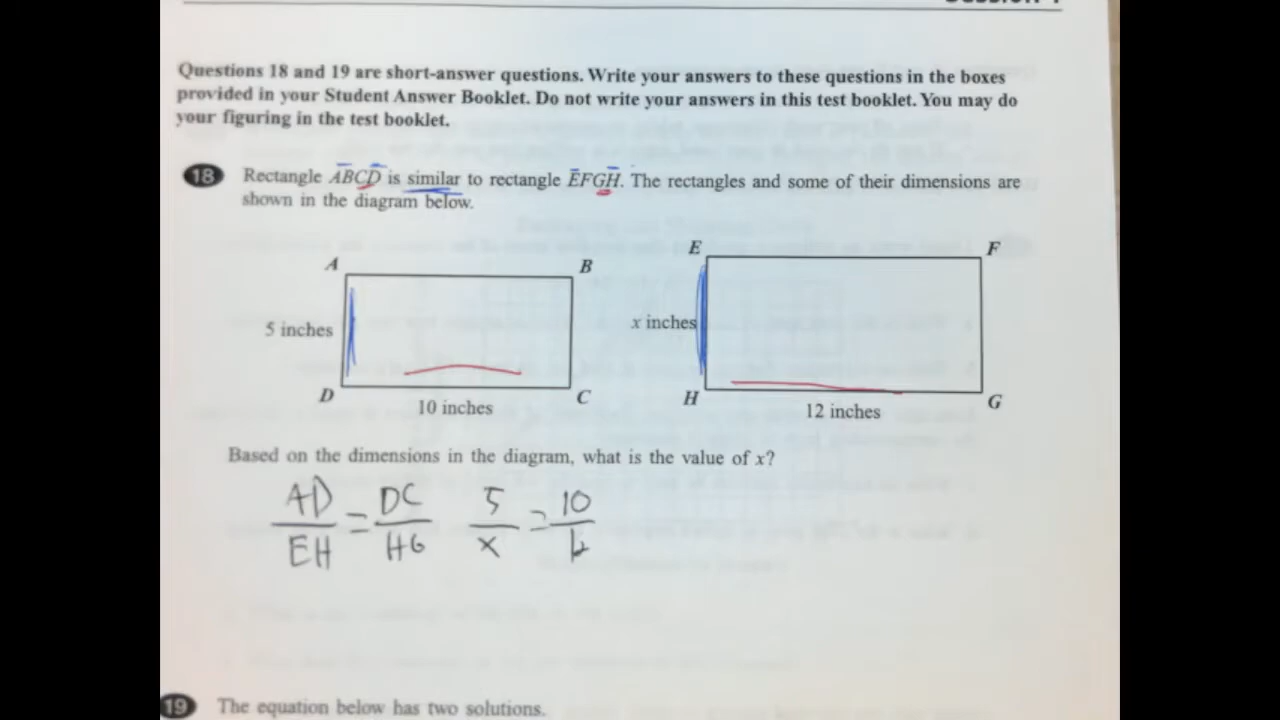 Questions 18 and 19 are short-answer questions. Write your answers to these questions in the boxes
provided in your Student Answer Booklet. Do not write your answers in this test booklet. You may do
your figuring in the test booklet.
18 Rectangle ABCD is similar to rectangle EFGH. The rectangles and some of their dimensions are
shown in the diagram below.
A B
5 inches
D C
10 inches
E F
x inches
H G
12 inches
Based on the dimensions in the diagram, what is the value of x?
AD/EH = DC/HG 5/x = 10/12
19 The equation below has two solutions.